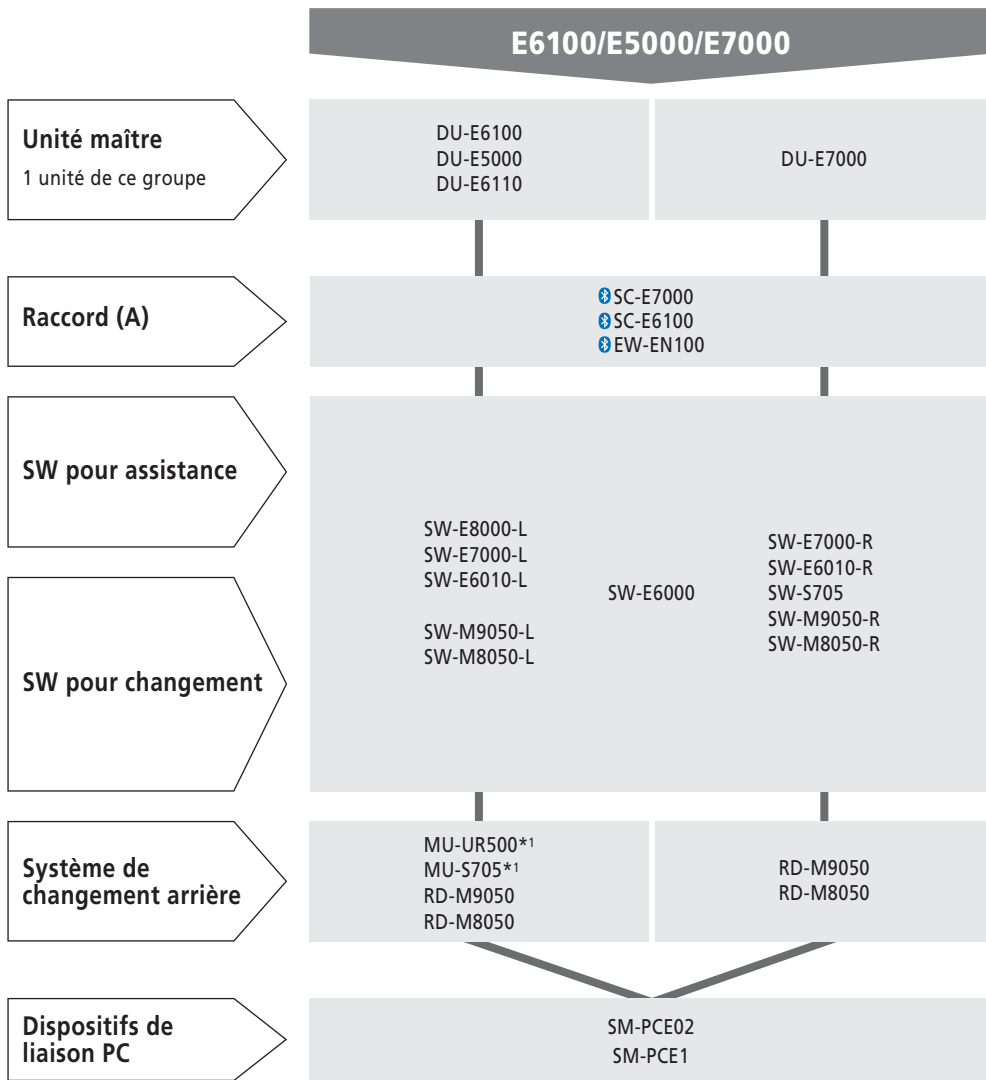 E6100/E5000/E7000
Unité maître
1 unité de ce groupe
DU-E6100
DU-E5000
DU-E6110
DU-E7000
Raccord (A)
SC-E7000
SC-E6100
EW-EN100
SW pour assistance
SW pour changement
SW-E8000-L
SW-E7000-L
SW-E6010-L
SW-M9050-L
SW-M8050-L
SW-E6000
SW-E7000-R
SW-E6010-R
SW-S705
SW-M9050-R
SW-M8050-R
Système de
changement arrière
MU-UR500*1
MU-S705*1
RD-M9050
RD-M8050
RD-M9050
RD-M8050
Dispositifs de
liaison PC
SM-PCE02
SM-PCE1